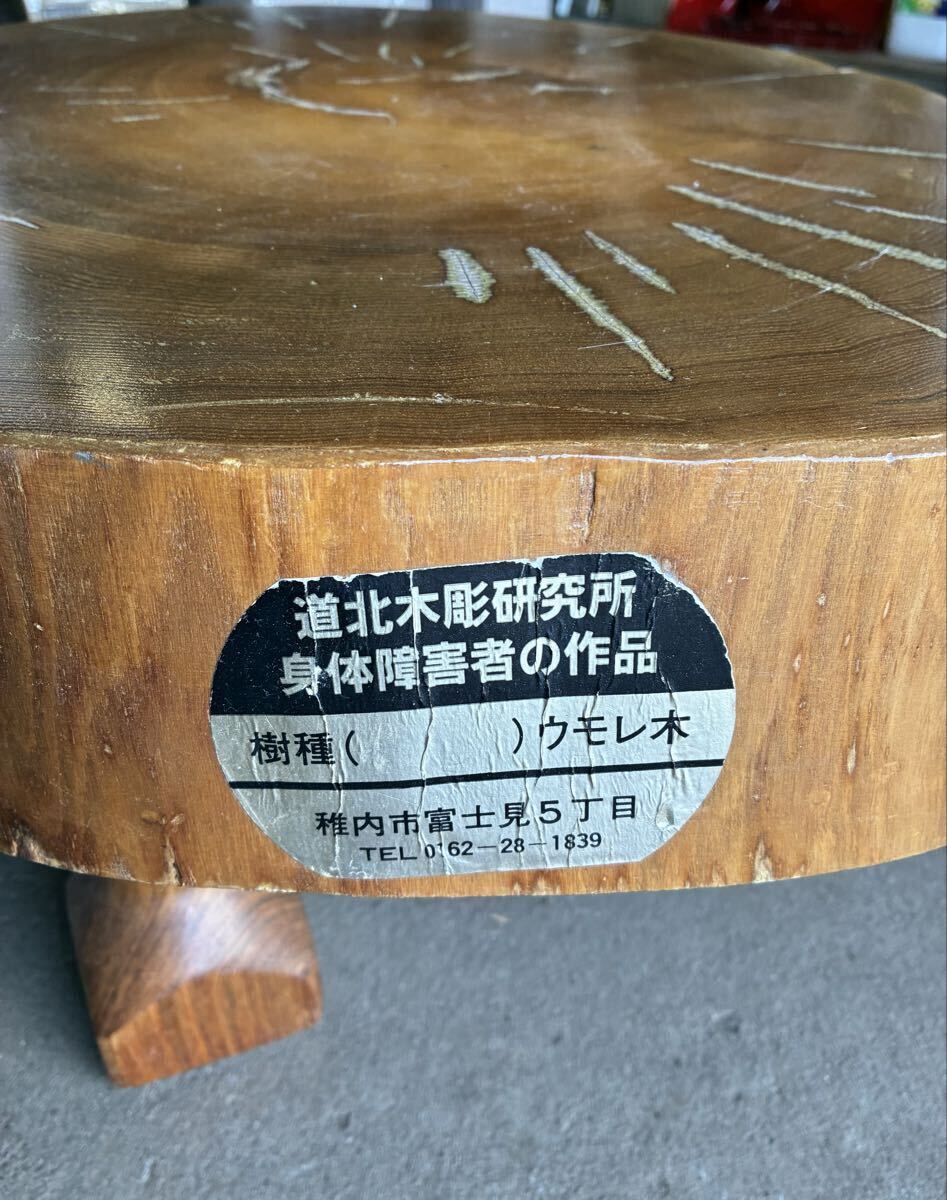 道北木彫研究所
身体障害者の作品
樹種(　　　)ウモレ木
稚内市富士見5丁目
TEL 0162-28-1839